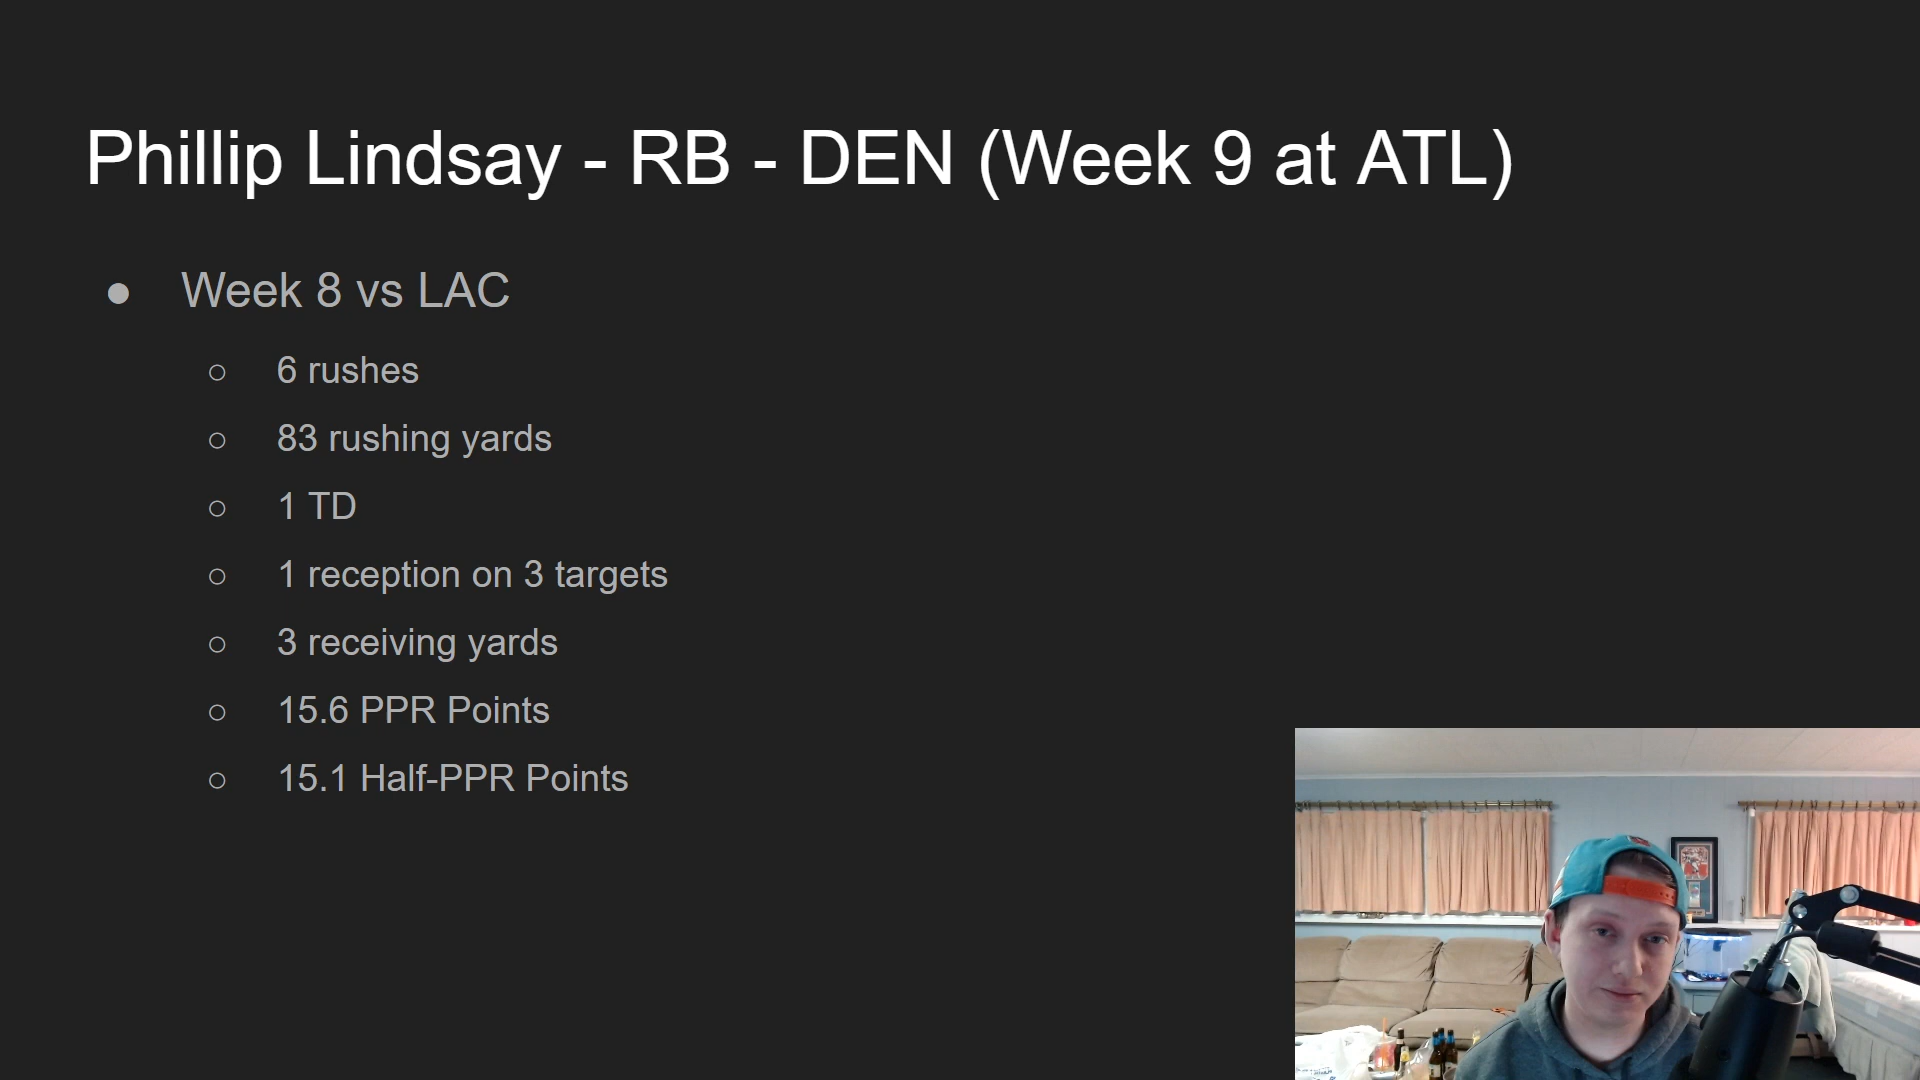 Phillip Lindsay - RB - DEN (Week 9 at ATL)
● Week 8 vs LAC
○ 6 rushes
○ 83 rushing yards
○ 1 TD
○ 1 reception on 3 targets
○ 3 receiving yards
○ 15.6 PPR Points
○ 15.1 Half-PPR Points